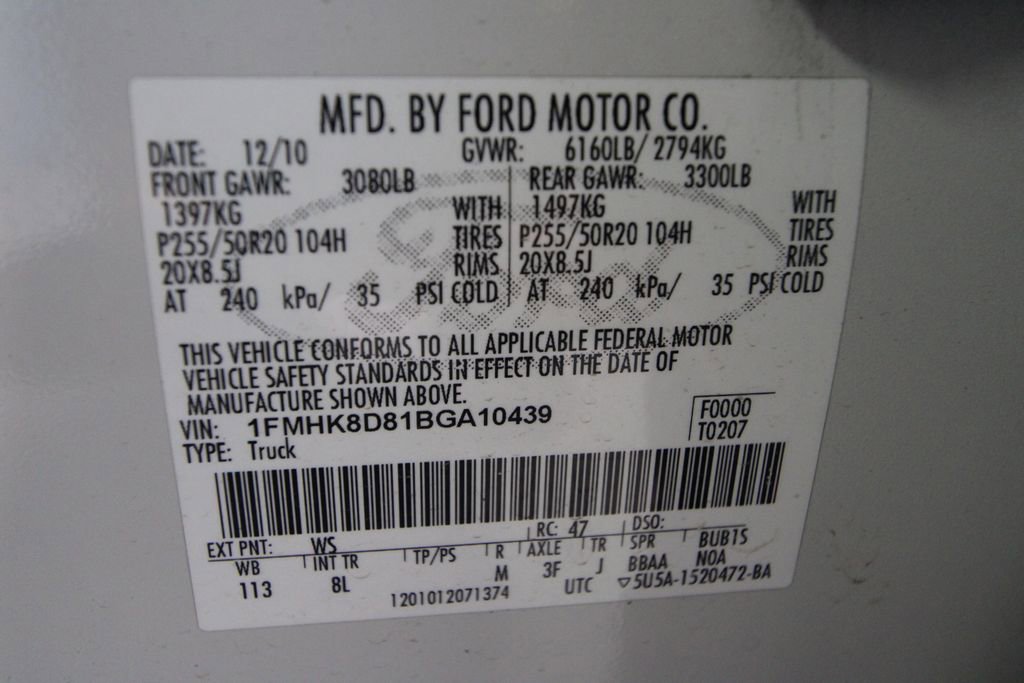 MFD. BY FORD MOTOR CO.
DATE: 12/10 GVWR: 6160LB/ 2794KG
FRONT GAWR: 3080LB REAR GAWR: 3300LB
1397KG WITH 1497KG WITH
P255/50R20 104H TIRES P255/50R20 104H TIRES
20X8.5J RIMS 20X8.5J RIMS
AT 240 kPa/ 35 PSI COLD AT 240 kPa/ 35 PSI COLD
Ford
THIS VEHICLE CONFORMS TO ALL APPLICABLE FEDERAL MOTOR
VEHICLE SAFETY STANDARDS IN EFFECT ON THE DATE OF
MANUFACTURE SHOWN ABOVE.
VIN: 1FMHK8D81BGA10439 F0000
TYPE: Truck T0207
RC: 47 DSO:
EXT PNT: WS BUB1S
WB INT TR TP/PS R AXLE TR SPR NOA
113 8L M 3F J BBAA
1201012071374 UTC ▽5U5A-1520472-BA